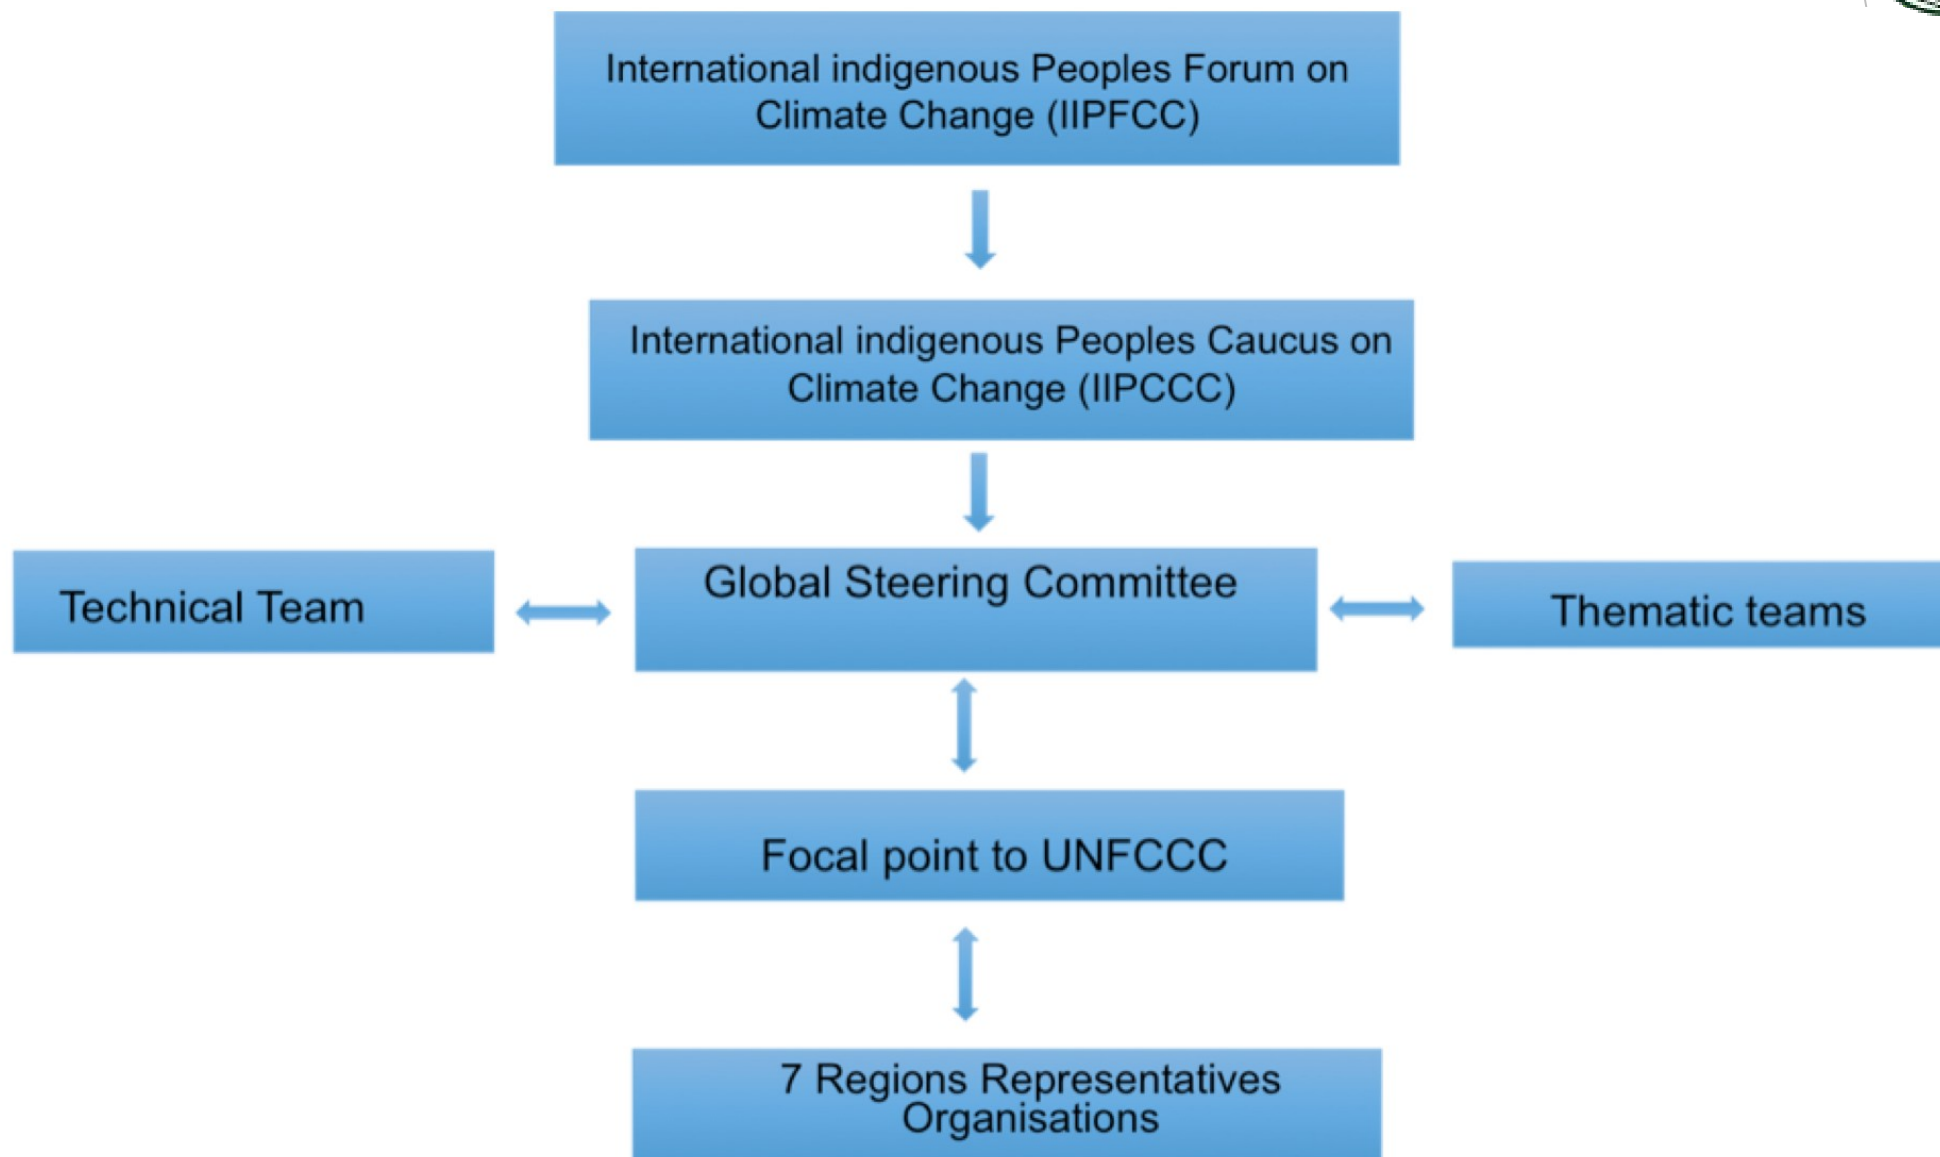 International indigenous Peoples Forum on
Climate Change (IIPFCC)
International indigenous Peoples Caucus on
Climate Change (IIPCCC)
Technical Team
Global Steering Committee
Thematic teams
Focal point to UNFCCC
7 Regions Representatives
Organisations